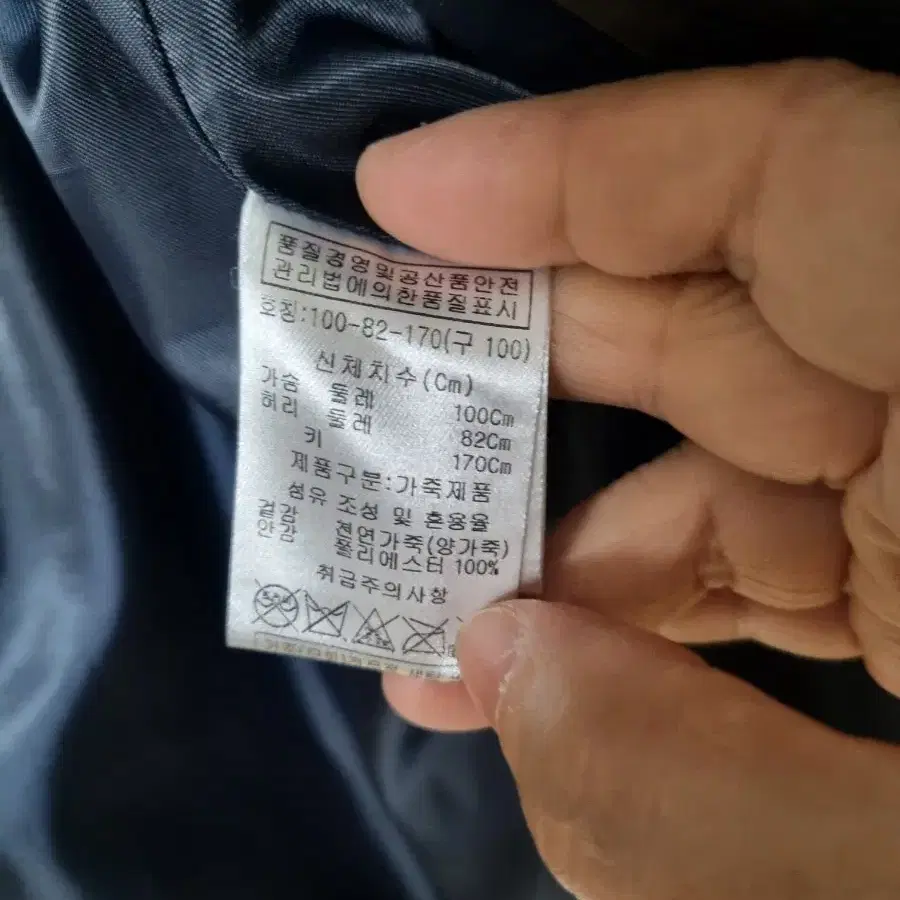 품질경영및공산품안전
관리법에의한품질표시
호칭:100-82-170(구 100)
신체치수(Cm)
가슴 둘레 100Cm
허리 둘레 82Cm
키 170Cm
제품구분:가죽제품
섬유 조성 및 혼용율
겉감 천연가죽(양가죽)
안감 폴리에스터 100%
취급주의사항